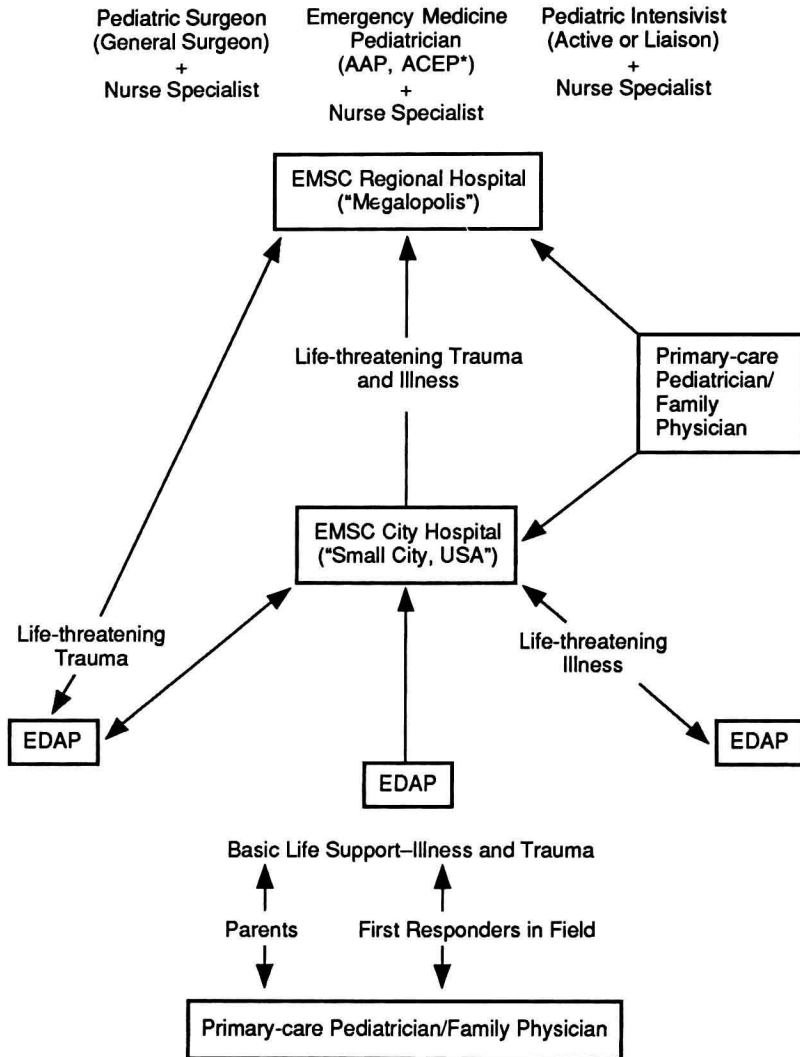 Pediatric Surgeon
(General Surgeon)
+
Nurse Specialist
Emergency Medicine
Pediatrician
(AAP, ACEP*)
+
Nurse Specialist
Pediatric Intensivist
(Active or Liaison)
+
Nurse Specialist
EMSC Regional Hospital
("Megalopolis")
Life-threatening Trauma
and Illness
Primary-care
Pediatrician/
Family
Physician
EMSC City Hospital
("Small City, USA")
Life-threatening
Trauma
Life-threatening
Illness
EDAP
EDAP
EDAP
Basic Life Support–Illness and Trauma
Parents
First Responders in Field
Primary-care Pediatrician/Family Physician